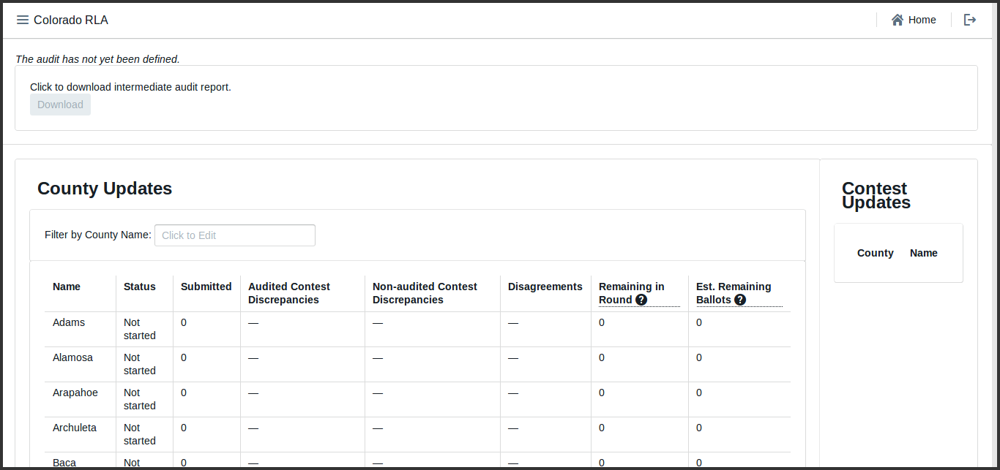 Colorado RLA
Home
The audit has not yet been defined.
Click to download intermediate audit report.
Download
County Updates
Filter by County Name: Click to Edit
Name Status Submitted Audited Contest Discrepancies Non-audited Contest Discrepancies Disagreements Remaining in Round ? Est. Remaining Ballots ?
Adams Not started 0 — — — 0 0
Alamosa Not started 0 — — — 0 0
Arapahoe Not started 0 — — — 0 0
Archuleta Not started 0 — — — 0 0
Baca Not 0 — — — 0 0
Contest
Updates
County Name